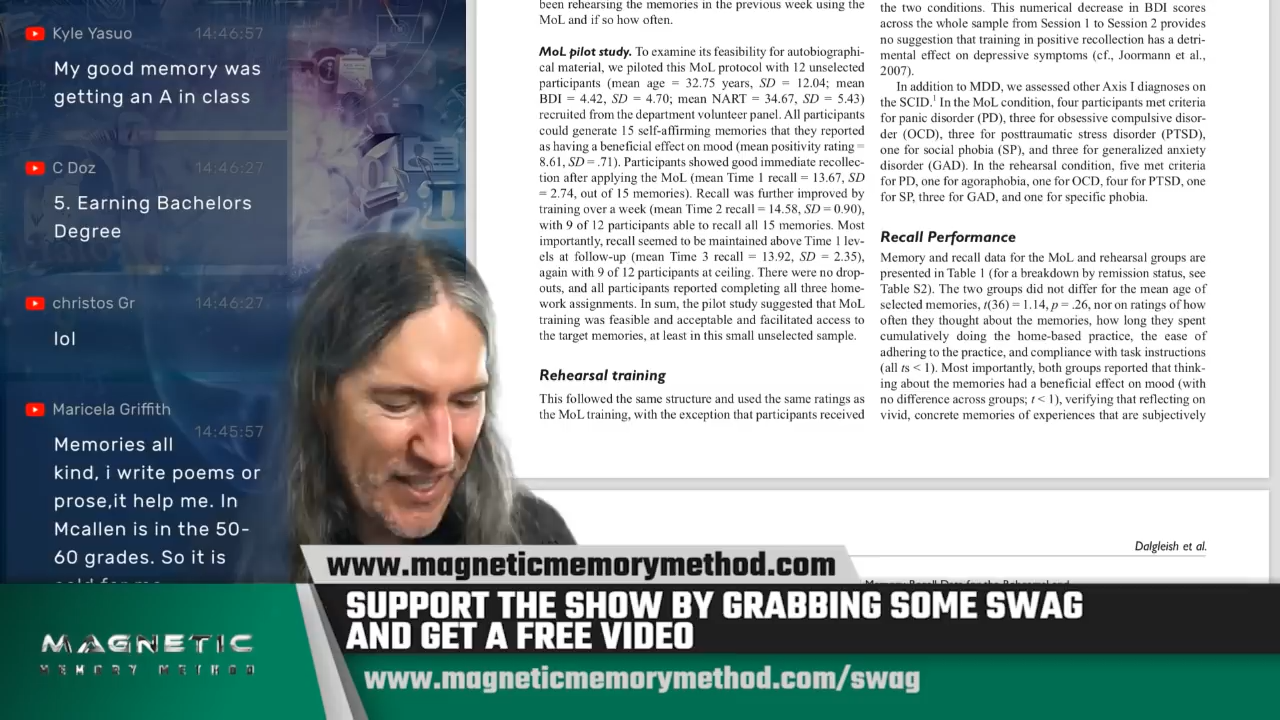 Kyle Yasuo
14:46:57
My good memory was
getting an A in class
C Doz
14:46:27
5. Earning Bachelors
Degree
christos Gr
14:46:27
lol
Maricela Griffith
14:45:57
Memories all
kind, i write poems or
prose,it help me. In
Mcallen is in the 50-
60 grades. So it is
been rehearsing the memories in the previous week using the
MoL and if so how often.
MoL pilot study. To examine its feasibility for autobiographi-
cal material, we piloted this MoL protocol with 12 unselected
participants (mean age = 32.75 years, SD = 12.04; mean
BDI = 4.42, SD = 4.70; mean NART = 34.67, SD = 5.43)
recruited from the department volunteer panel. All participants
could generate 15 self-affirming memories that they reported
as having a beneficial effect on mood (mean positivity rating =
8.61, SD = .71). Participants showed good immediate recollec-
tion after applying the MoL (mean Time 1 recall = 13.67, SD
= 2.74, out of 15 memories). Recall was further improved by
training over a week (mean Time 2 recall = 14.58, SD = 0.90),
with 9 of 12 participants able to recall all 15 memories. Most
importantly, recall seemed to be maintained above Time 1 lev-
els at follow-up (mean Time 3 recall = 13.92, SD = 2.35),
again with 9 of 12 participants at ceiling. There were no drop-
outs, and all participants reported completing all three home-
work assignments. In sum, the pilot study suggested that MoL
training was feasible and acceptable and facilitated access to
the target memories, at least in this small unselected sample.
Rehearsal training
This followed the same structure and used the same ratings as
the MoL training, with the exception that participants received
the two conditions. This numerical decrease in BDI scores
across the whole sample from Session 1 to Session 2 provides
no suggestion that training in positive recollection has a detri-
mental effect on depressive symptoms (cf., Joormann et al.,
2007).
In addition to MDD, we assessed other Axis I diagnoses on
the SCID.1 In the MoL condition, four participants met criteria
for panic disorder (PD), three for obsessive compulsive disor-
der (OCD), three for posttraumatic stress disorder (PTSD),
one for social phobia (SP), and three for generalized anxiety
disorder (GAD). In the rehearsal condition, five met criteria
for PD, one for agoraphobia, one for OCD, four for PTSD, one
for SP, three for GAD, and one for specific phobia.
Recall Performance
Memory and recall data for the MoL and rehearsal groups are
presented in Table 1 (for a breakdown by remission status, see
Table S2). The two groups did not differ for the mean age of
selected memories, t(36) = 1.14, p = .26, nor on ratings of how
often they thought about the memories, how long they spent
cumulatively doing the home-based practice, the ease of
adhering to the practice, and compliance with task instructions
(all ts < 1). Most importantly, both groups reported that think-
ing about the memories had a beneficial effect on mood (with
no difference across groups; t < 1), verifying that reflecting on
vivid, concrete memories of experiences that are subjectively
Dalgleish et al.
www.magneticmemorymethod.com
SUPPORT THE SHOW BY GRABBING SOME SWAG
AND GET A FREE VIDEO
www.magneticmemorymethod.com/swag
MAGNETIC
MEMORY METHOD